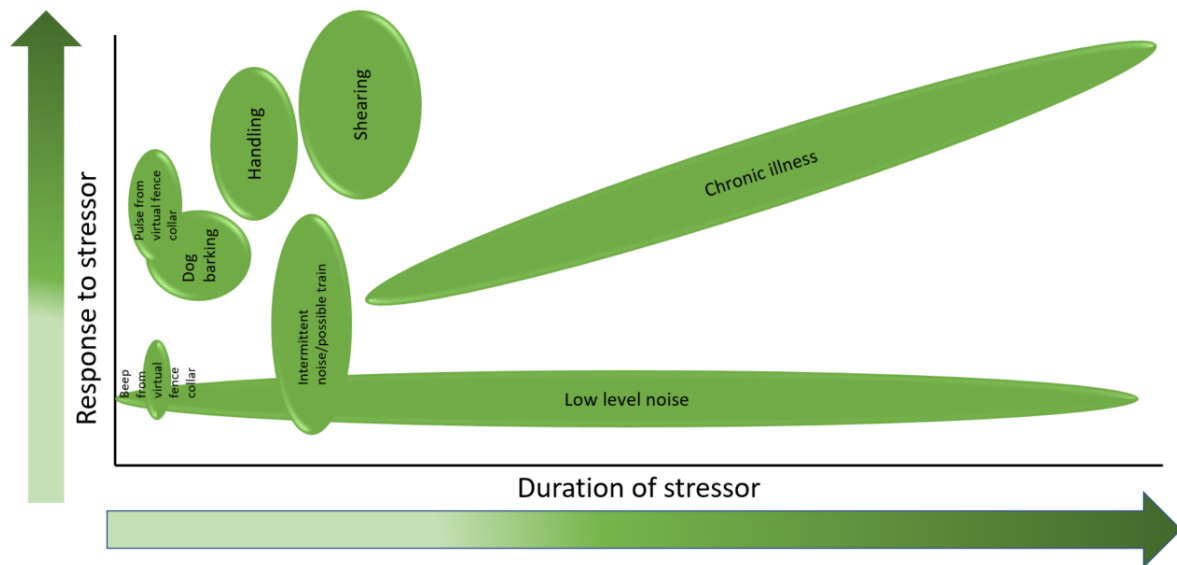 Response to stressor
Pulse from
virtual fence
collar
Dog
barking
Handling
Shearing
Beep
from
virtual
fence
collar
Intermittent
noise/possible train
Chronic illness
Low level noise
Duration of stressor